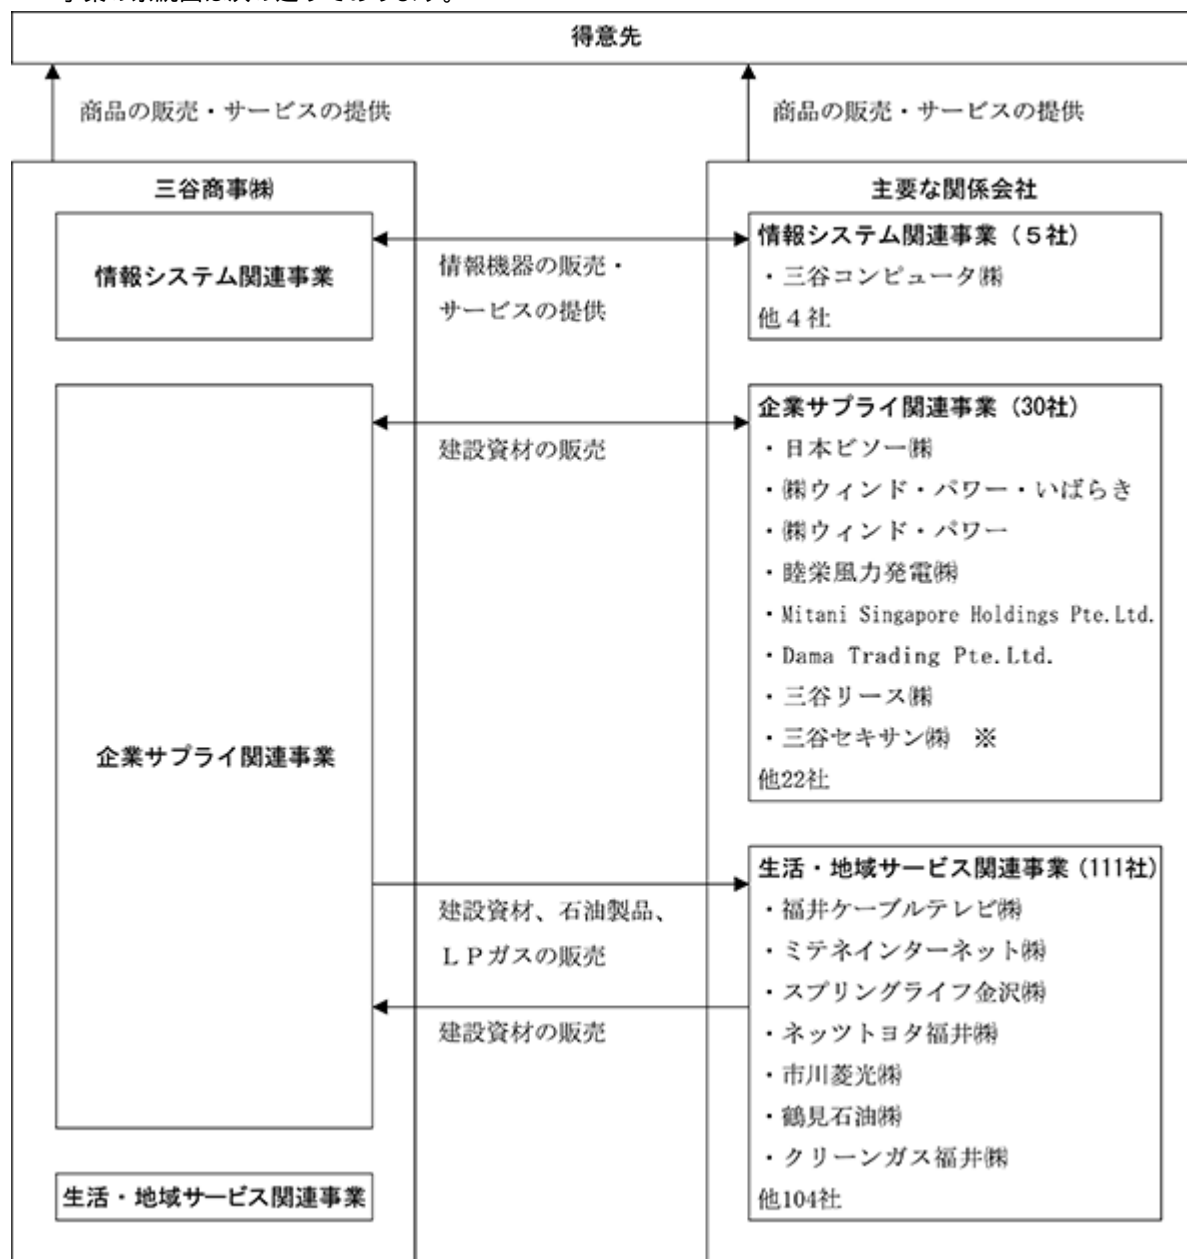 得意先
商品の販売・サービスの提供
商品の販売・サービスの提供
三谷商事㈱
情報システム関連事業
企業サプライ関連事業
生活・地域サービス関連事業
情報機器の販売・
サービスの提供
建設資材の販売
建設資材、石油製品、
ＬＰガスの販売
建設資材の販売
主要な関係会社
情報システム関連事業（５社）
・三谷コンピュータ㈱
他４社
企業サプライ関連事業（30社）
・日本ビソー㈱
・㈱ウィンド・パワー・いばらき
・㈱ウィンド・パワー
・睦栄風力発電㈱
・Mitani Singapore Holdings Pte.Ltd.
・Dama Trading Pte.Ltd.
・三谷リース㈱
・三谷セキサン㈱　※
他22社
生活・地域サービス関連事業（111社）
・福井ケーブルテレビ㈱
・ミテネインターネット㈱
・スプリングライフ金沢㈱
・ネッツトヨタ福井㈱
・市川菱光㈱
・鶴見石油㈱
・クリーンガス福井㈱
他104社